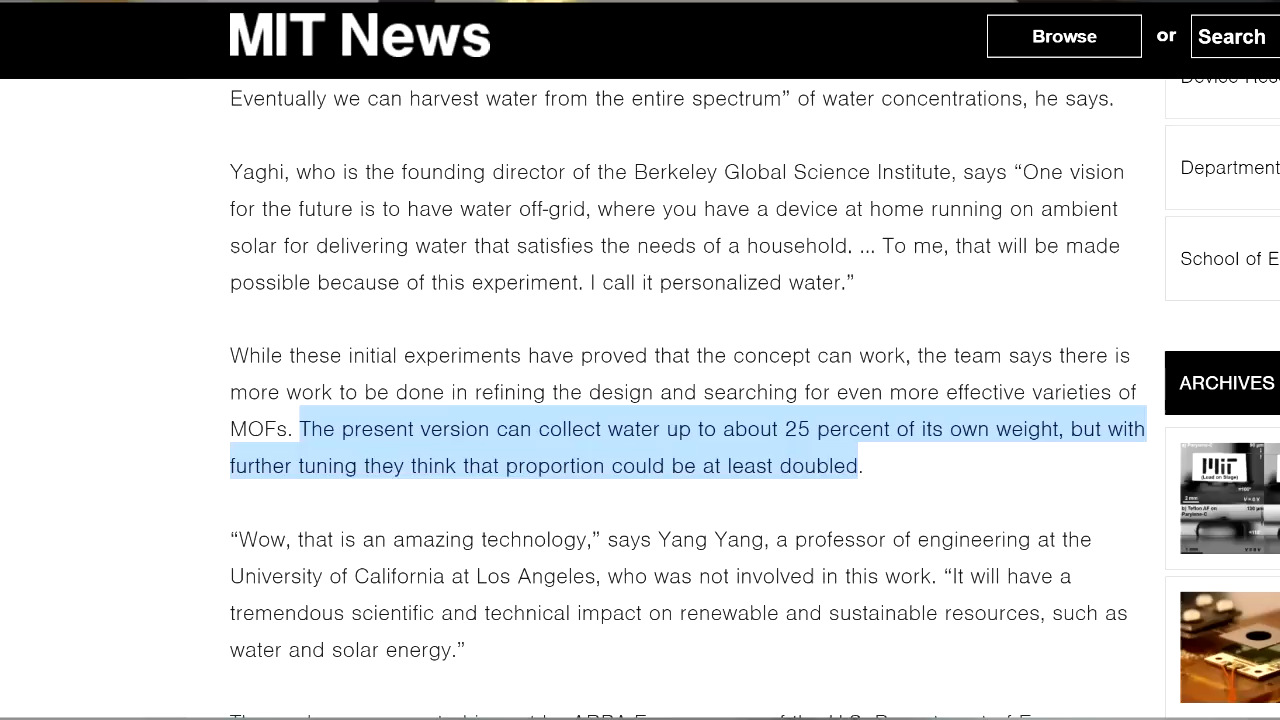 MIT News
Browse or Search
Eventually we can harvest water from the entire spectrum” of water concentrations, he says.
Department
Yaghi, who is the founding director of the Berkeley Global Science Institute, says “One vision
for the future is to have water off-grid, where you have a device at home running on ambient
solar for delivering water that satisfies the needs of a household. ... To me, that will be made
possible because of this experiment. I call it personalized water.”
School of E
While these initial experiments have proved that the concept can work, the team says there is
more work to be done in refining the design and searching for even more effective varieties of
MOFs. The present version can collect water up to about 25 percent of its own weight, but with
further tuning they think that proportion could be at least doubled.
ARCHIVES
MIT
(Load on Stage)
“Wow, that is an amazing technology,” says Yang Yang, a professor of engineering at the
University of California at Los Angeles, who was not involved in this work. “It will have a
tremendous scientific and technical impact on renewable and sustainable resources, such as
water and solar energy.”